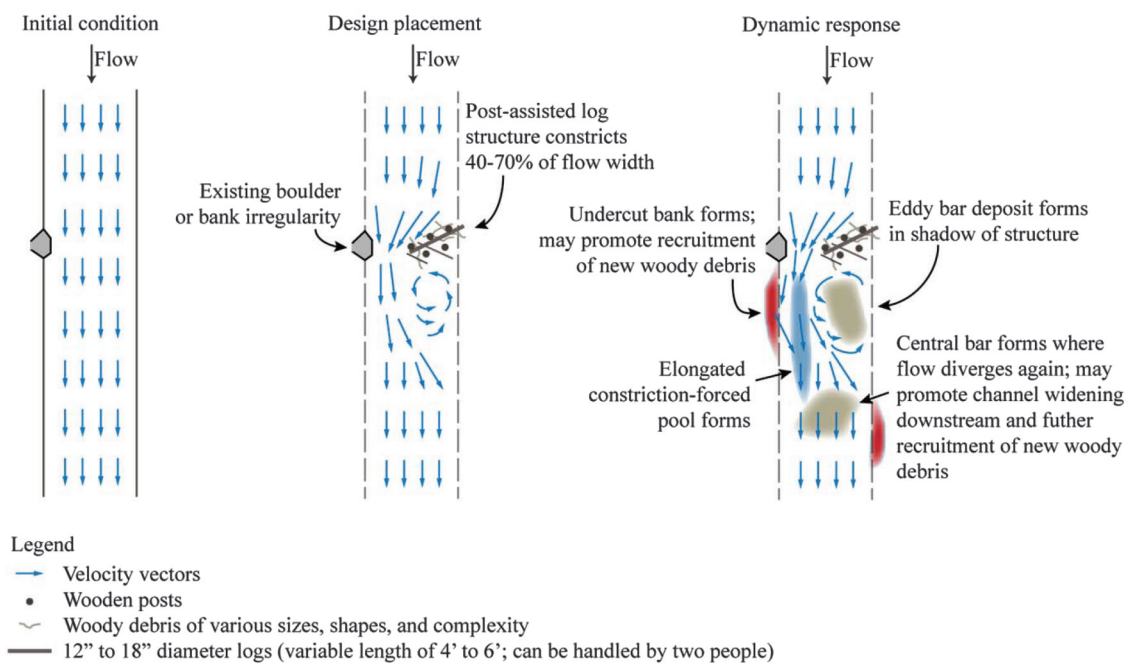 Initial condition
Flow
Design placement
Flow
Post-assisted log
structure constricts
40-70% of flow width
Existing boulder
or bank irregularity
Dynamic response
Flow
Undercut bank forms;
may promote recruitment
of new woody debris
Eddy bar deposit forms
in shadow of structure
Elongated
constriction-forced
pool forms
Central bar forms where
flow diverges again; may
promote channel widening
downstream and futher
recruitment of new woody
debris
Legend
Velocity vectors
Wooden posts
Woody debris of various sizes, shapes, and complexity
12” to 18” diameter logs (variable length of 4’ to 6’; can be handled by two people)